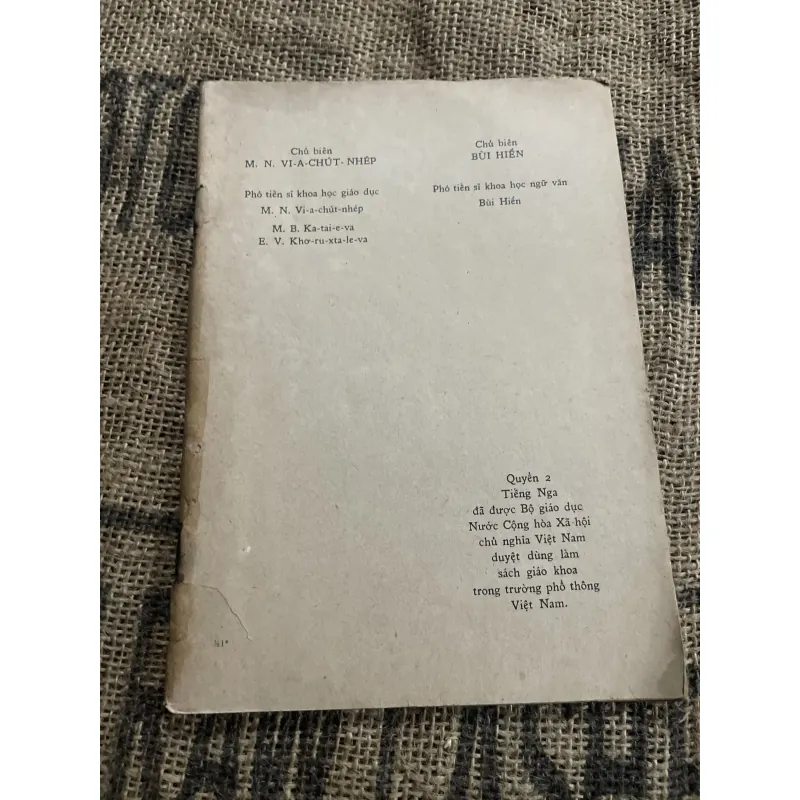 Chủ biên
M. N. VI-A-CHÚT-NHÉP
Phó tiến sĩ khoa học giáo dục
M. N. Vi-a-chút-nhép
M. B. Ka-tai-e-va
E. V. Khơ-ru-xta-le-va
Chủ biên
BÙI HIỀN
Phó tiến sĩ khoa học ngữ văn
Bùi Hiền
Quyển 2
Tiếng Nga
đã được Bộ giáo dục
Nước Cộng hòa Xã hội
chủ nghĩa Việt Nam
duyệt dùng làm
sách giáo khoa
trong trường phổ thông
Việt Nam.